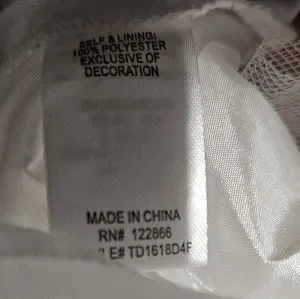 SELF & LINING:
100% POLYESTER
EXCLUSIVE OF
DECORATION
MADE IN CHINA
RN# 122866
E# TD1618D4F